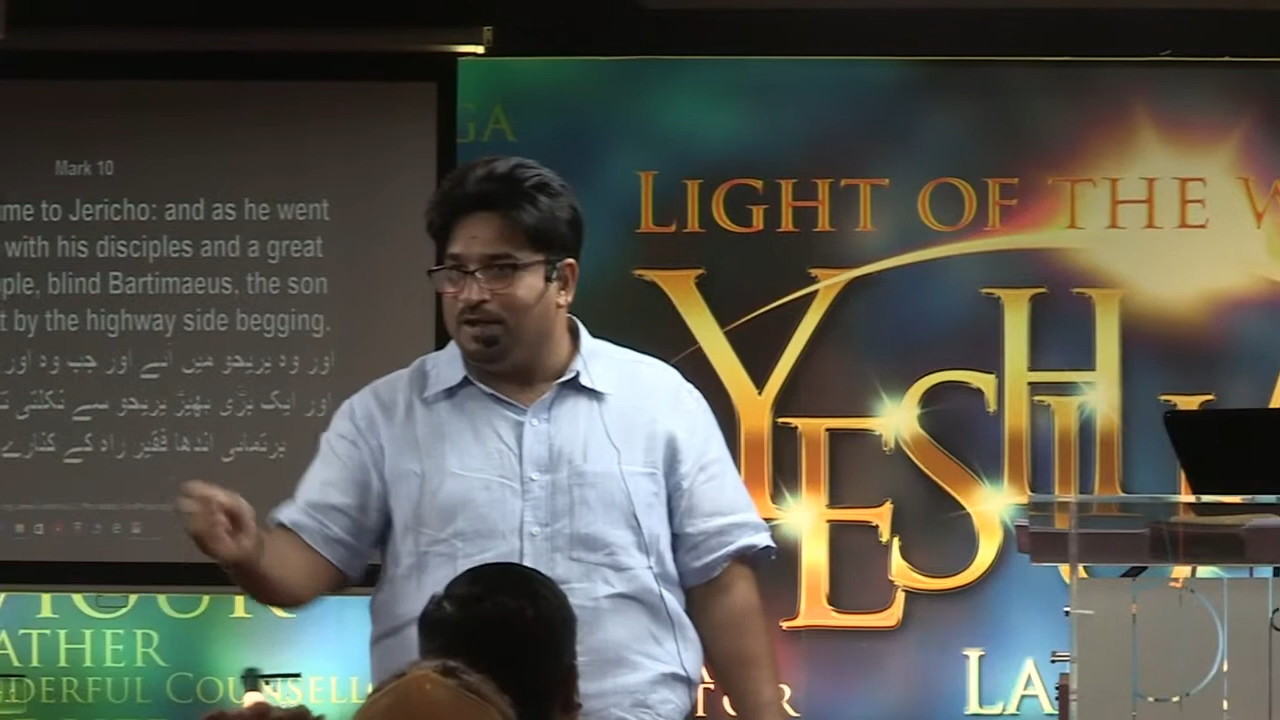 Mark 10
me to Jericho: and as he went
with his disciples and a great
ple, blind Bartimaeus, the son
t by the highway side begging.
اور وہ یریحو میں آئے اور جب وہ اور
اور ایک بڑی بھیڑ یریحو سے نکلتی
برتمائی اندھا فقیر راہ کے کنارے
GA
LIGHT OF THE W
YESHUA
VIOUR
ATHER
DERFUL COUNSELL
TOR
LA